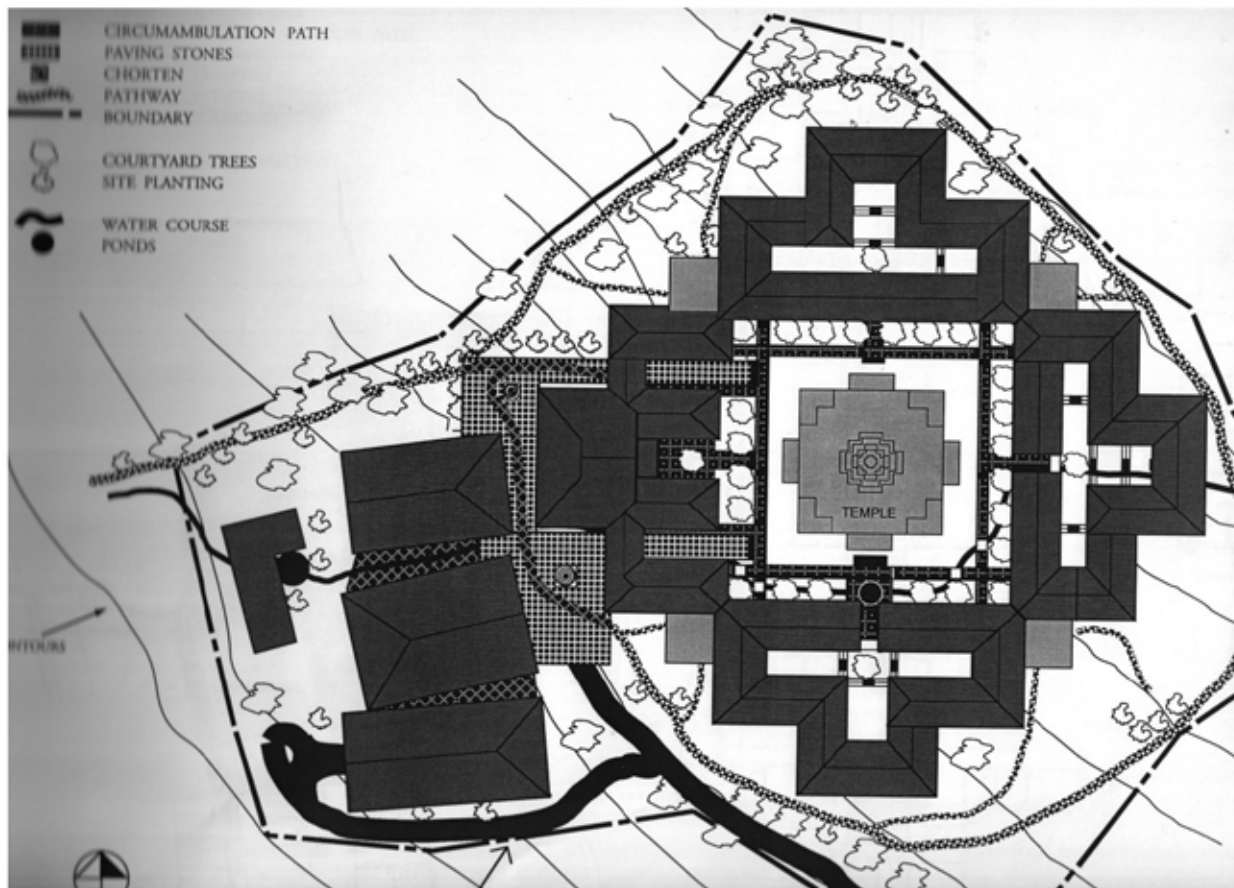 CIRCUMAMBULATION PATH
PAVING STONES
CHORTEN
PATHWAY
BOUNDARY
COURTYARD TREES
SITE PLANTING
WATER COURSE
PONDS
TEMPLE
NTOURS